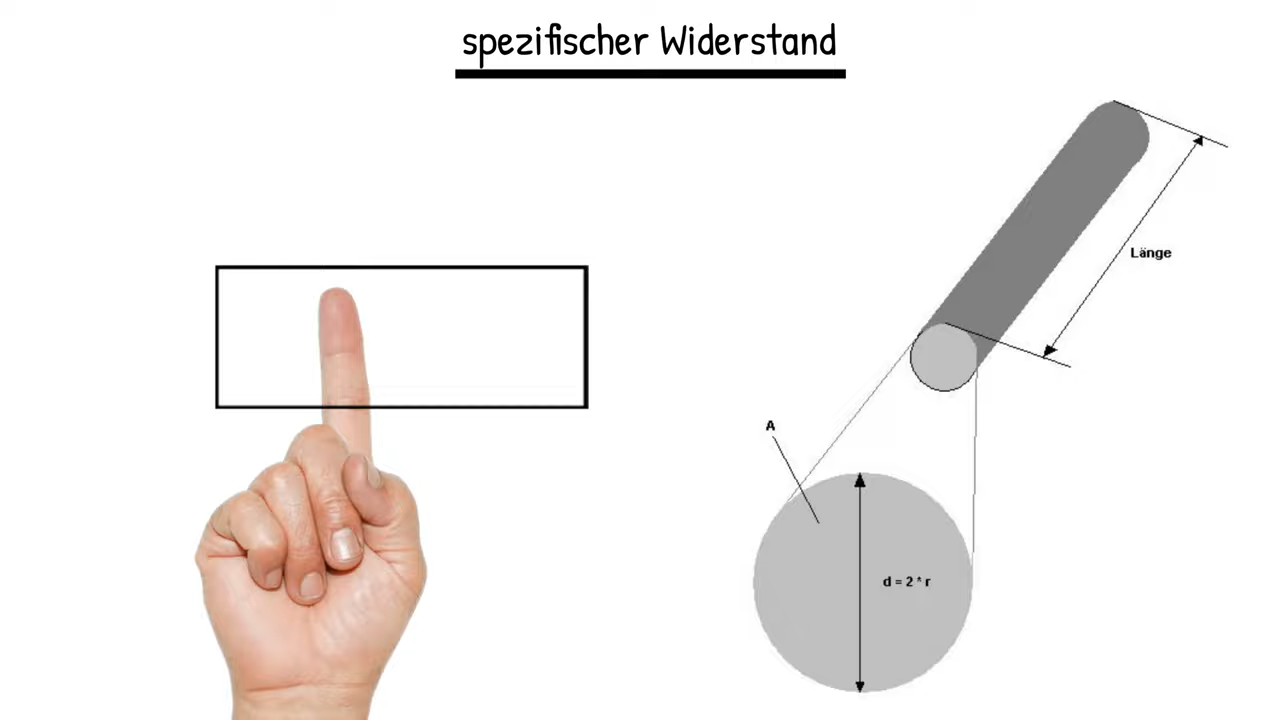 spezifischer Widerstand
Länge
A
d = 2 * r